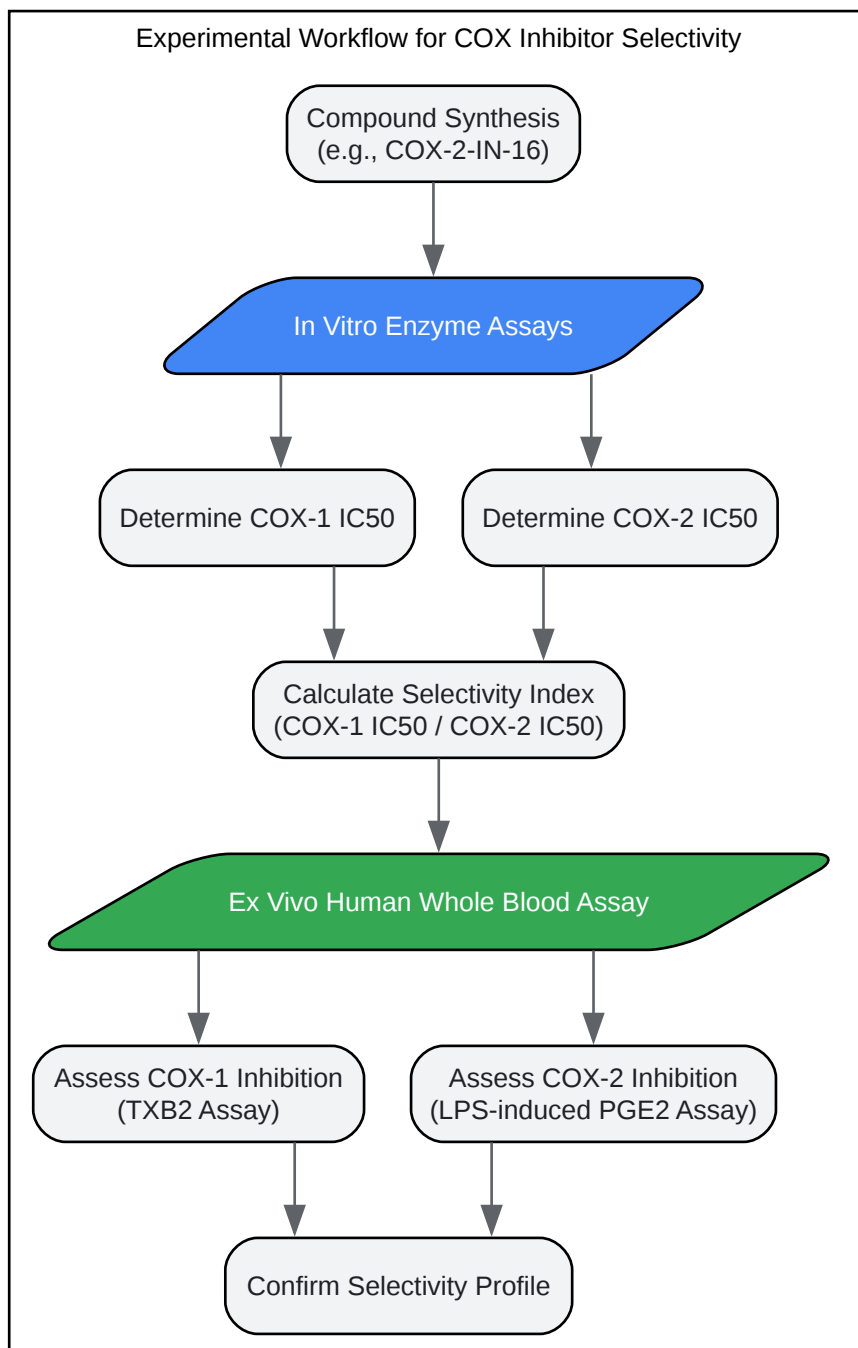 Experimental Workflow for COX Inhibitor Selectivity
Compound Synthesis
(e.g., COX-2-IN-16)
In Vitro Enzyme Assays
Determine COX-1 IC50
Determine COX-2 IC50
Calculate Selectivity Index
(COX-1 IC50 / COX-2 IC50)
Ex Vivo Human Whole Blood Assay
Assess COX-1 Inhibition
(TXB2 Assay)
Assess COX-2 Inhibition
(LPS-induced PGE2 Assay)
Confirm Selectivity Profile